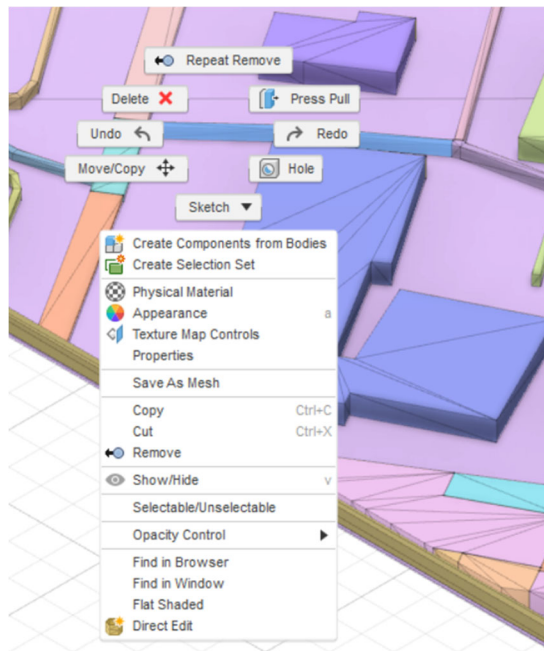 Repeat Remove
Delete
Press Pull
Undo
Redo
Move/Copy
Hole
Sketch
Create Components from Bodies
Create Selection Set
Physical Material
Appearance a
Texture Map Controls
Properties
Save As Mesh
Copy Ctrl+C
Cut Ctrl+X
Remove
Show/Hide v
Selectable/Unselectable
Opacity Control
Find in Browser
Find in Window
Flat Shaded
Direct Edit